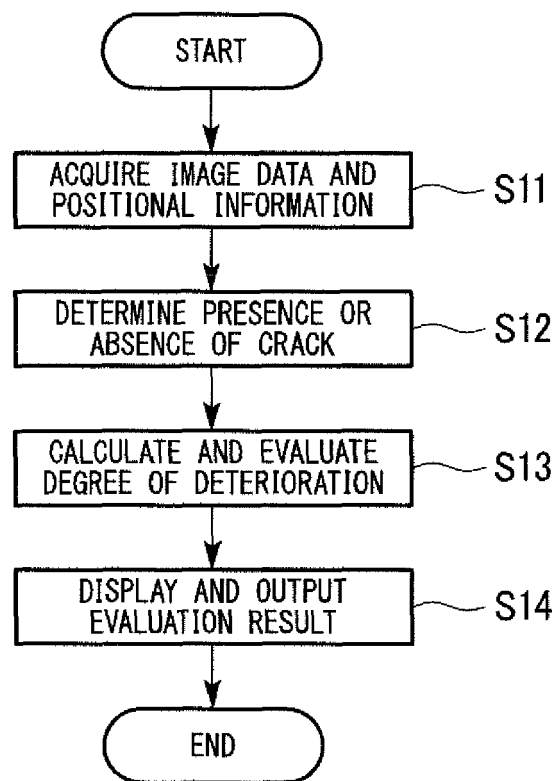 START
ACQUIRE IMAGE DATA AND
POSITIONAL INFORMATION
S11
DETERMINE PRESENCE OR
ABSENCE OF CRACK
S12
CALCULATE AND EVALUATE
DEGREE OF DETERIORATION
S13
DISPLAY AND OUTPUT
EVALUATION RESULT
S14
END